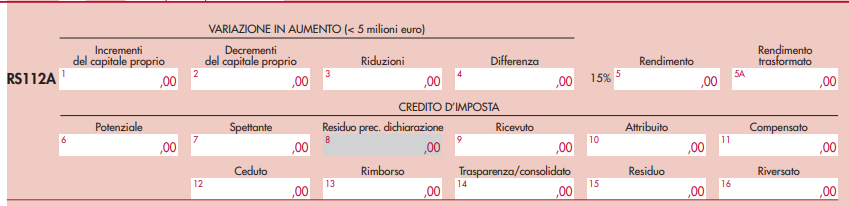 VARIAZIONE IN AUMENTO (< 5 milioni euro)
Incrementi del capitale proprio Decrementi del capitale proprio Riduzioni Differenza Rendimento Rendimento trasformato
RS112A 1 ,00 2 ,00 3 ,00 4 ,00 15% 5 ,00 5A ,00
CREDITO D'IMPOSTA
Potenziale Spettante Residuo prec. dichiarazione Ricevuto Attribuito Compensato
6 ,00 7 ,00 8 ,00 9 ,00 10 ,00 11 ,00
Ceduto Rimborso Trasparenza/consolidato Residuo Riversato
12 ,00 13 ,00 14 ,00 15 ,00 16 ,00